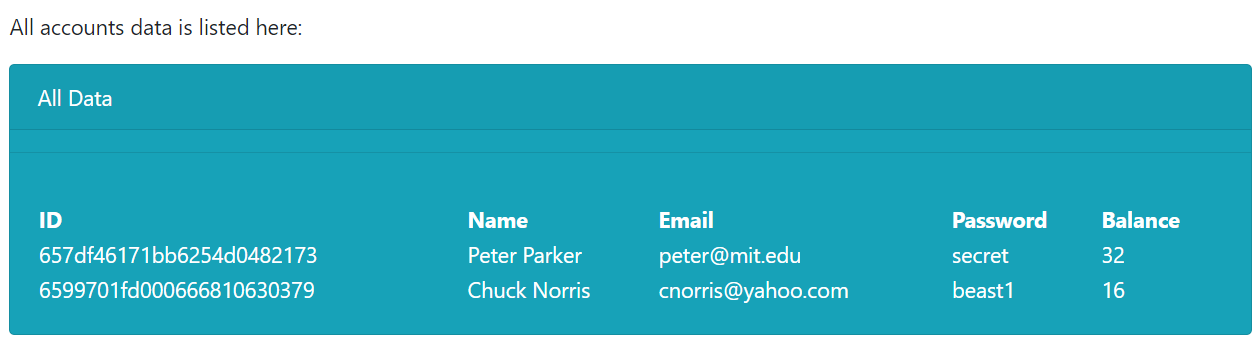 All accounts data is listed here:
All Data
ID Name Email Password Balance
657df46171bb6254d0482173 Peter Parker peter@mit.edu secret 32
6599701fd000666810630379 Chuck Norris cnorris@yahoo.com beast1 16